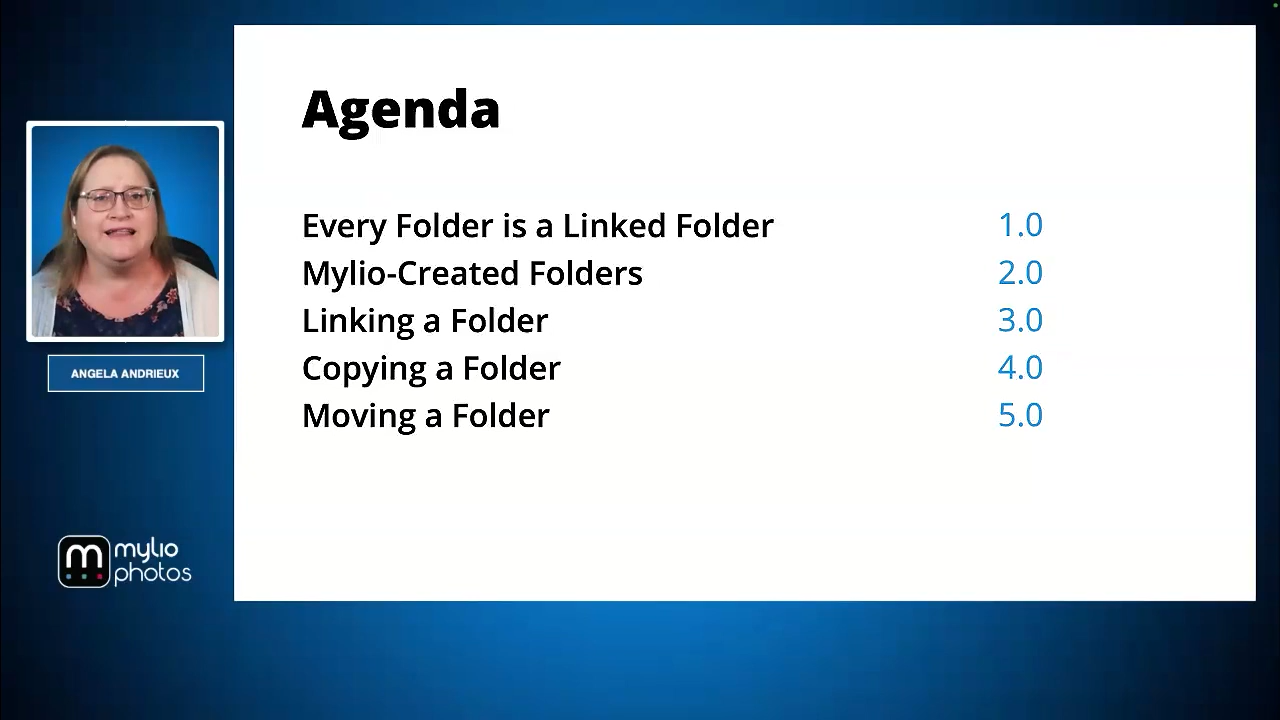 Agenda
Every Folder is a Linked Folder 1.0
Mylio-Created Folders 2.0
Linking a Folder 3.0
Copying a Folder 4.0
Moving a Folder 5.0
ANGELA ANDRIEUX
m mylio
photos